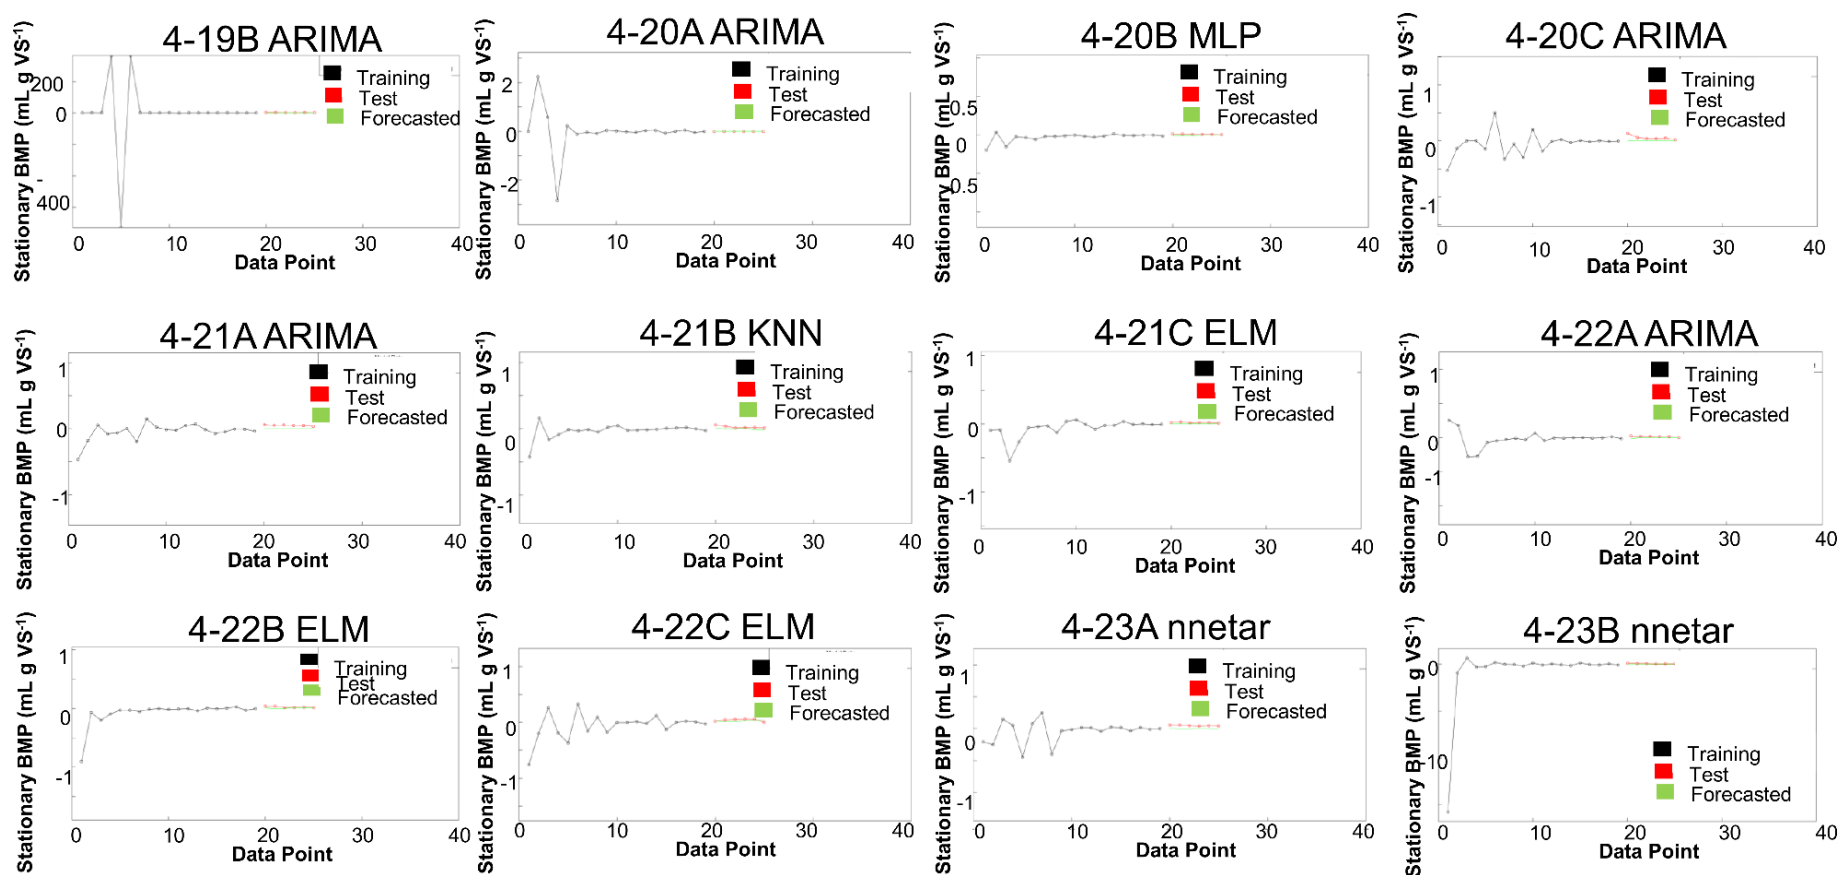 4-19B ARIMA
Stationary BMP (mL g VS-1)
200
0
-
400
Training
Test
Forecasted
0 10 20 30 40
Data Point
4-20A ARIMA
Stationary BMP (mL g VS-1)
2
0
-2
Training
Test
Forecasted
0 10 20 30 40
Data Point
4-20B MLP
Stationary BMP (mL g VS-1)
0.5
0
0.5
Training
Test
Forecasted
0 10 20 30 40
Data Point
4-20C ARIMA
Stationary BMP (mL g VS-1)
1
0
-1
Training
Test
Forecasted
0 10 20 30 40
Data Point
4-21A ARIMA
Stationary BMP (mL g VS-1)
1
0
-1
Training
Test
Forecasted
0 10 20 30 40
Data Point
4-21B KNN
Stationary BMP (mL g VS-1)
1
0
-1
Training
Test
Forecasted
0 10 20 30 40
Data Point
4-21C ELM
Stationary BMP (mL g VS-1)
1
0
-1
Training
Test
Forecasted
0 10 20 30 40
Data Point
4-22A ARIMA
Stationary BMP (mL g VS-1)
1
0
-1
Training
Test
Forecasted
0 10 20 30 40
Data Point
4-22B ELM
Stationary BMP (mL g VS-1)
1
0
-1
Training
Test
Forecasted
0 10 20 30 40
Data Point
4-22C ELM
Stationary BMP (mL g VS-1)
1
0
-1
Training
Test
Forecasted
0 10 20 30 40
Data Point
4-23A nnetar
Stationary BMP (mL g VS-1)
1
0
-1
Training
Test
Forecasted
0 10 20 30 40
Data Point
4-23B nnetar
Stationary BMP (mL g VS-1)
0
-10
Training
Test
Forecasted
0 10 20 30 40
Data Point